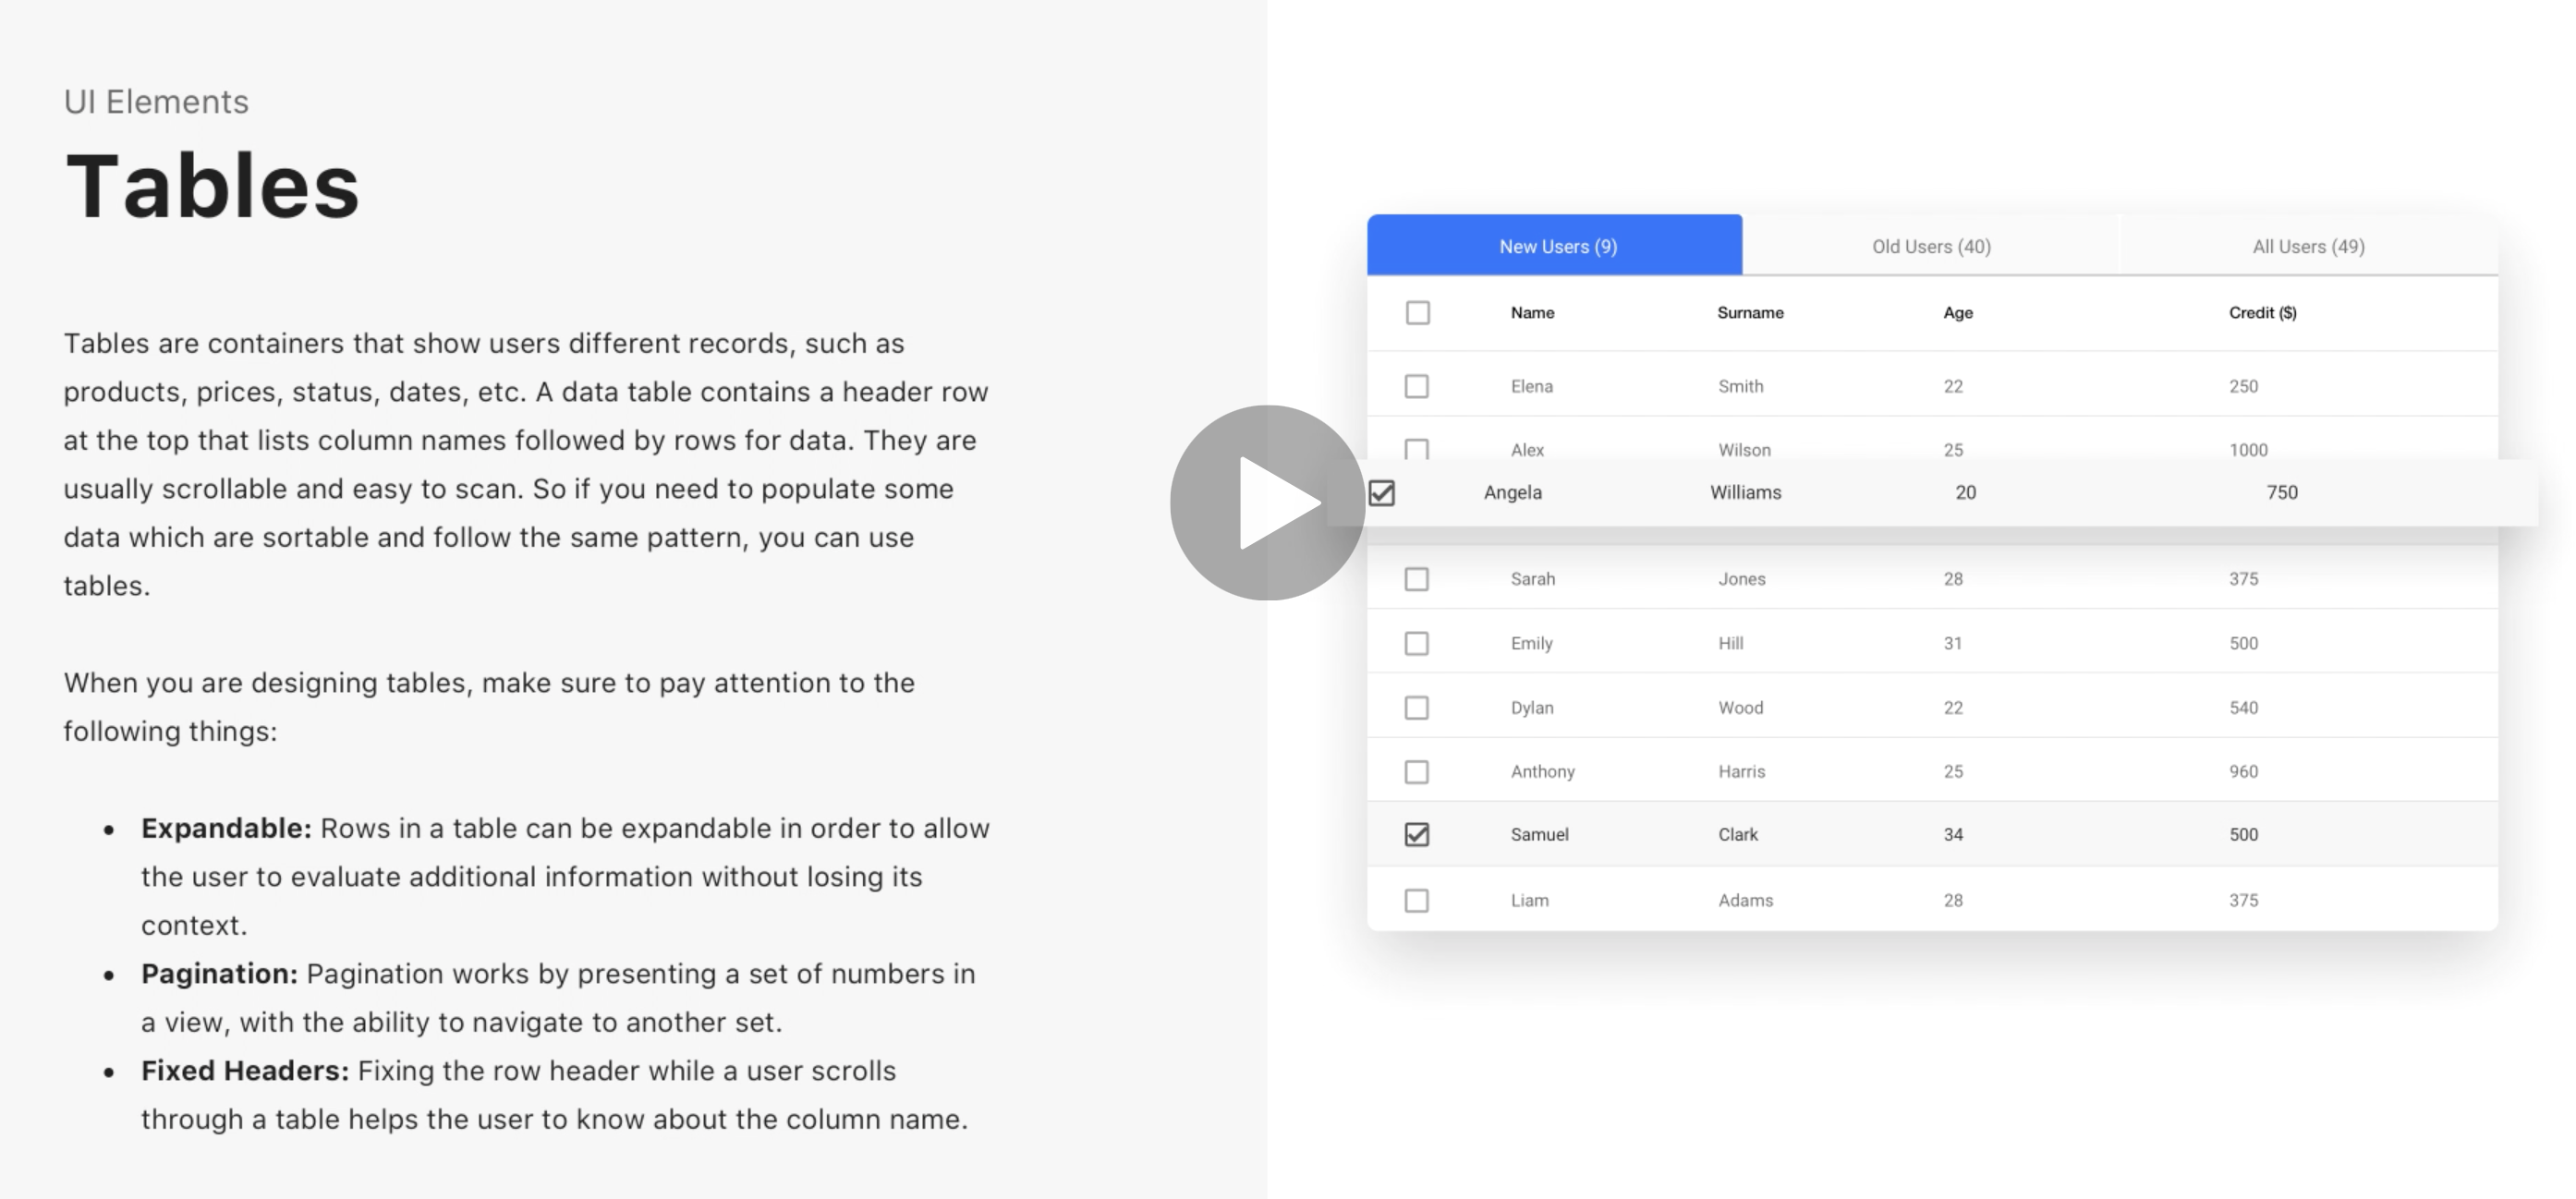 UI Elements
Tables
Tables are containers that show users different records, such as
products, prices, status, dates, etc. A data table contains a header row
at the top that lists column names followed by rows for data. They are
usually scrollable and easy to scan. So if you need to populate some
data which are sortable and follow the same pattern, you can use
tables.
When you are designing tables, make sure to pay attention to the
following things:
• Expandable: Rows in a table can be expandable in order to allow
the user to evaluate additional information without losing its
context.
• Pagination: Pagination works by presenting a set of numbers in
a view, with the ability to navigate to another set.
• Fixed Headers: Fixing the row header while a user scrolls
through a table helps the user to know about the column name.
New Users (9) Old Users (40) All Users (49)
Name Surname Age Credit ($)
Elena Smith 22 250
Alex Wilson 25 1000
Angela Williams 20 750
Sarah Jones 28 375
Emily Hill 31 500
Dylan Wood 22 540
Anthony Harris 25 960
Samuel Clark 34 500
Liam Adams 28 375